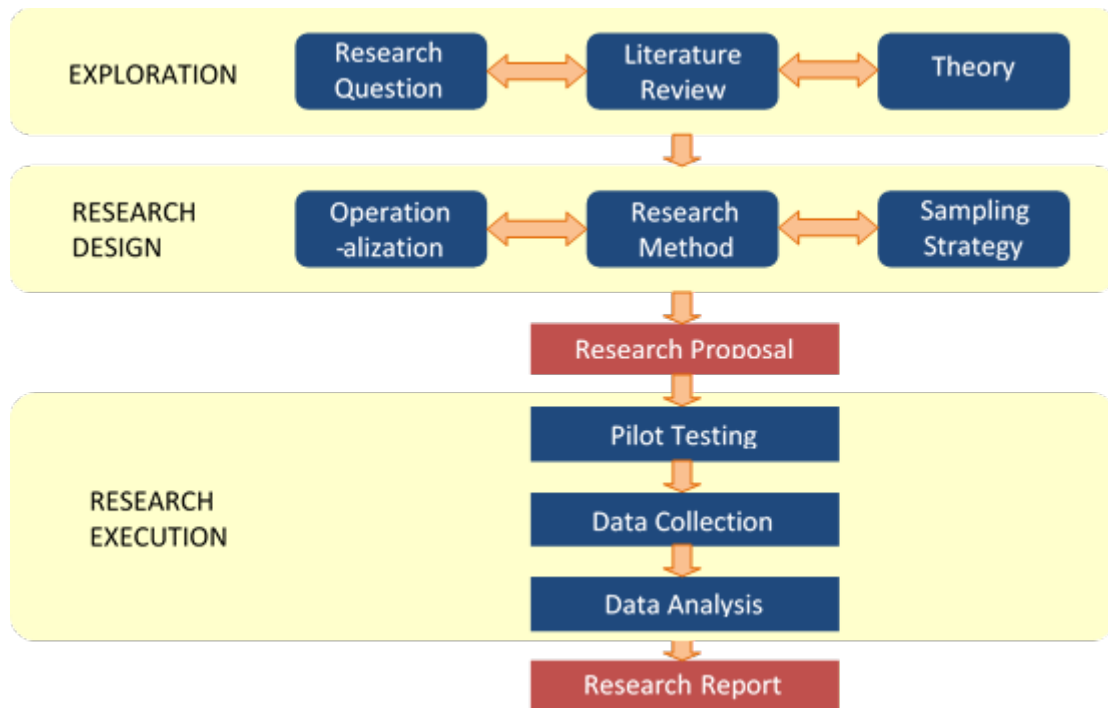 EXPLORATION
Research
Question
Literature
Review
Theory
RESEARCH
DESIGN
Operation
-alization
Research
Method
Sampling
Strategy
Research Proposal
RESEARCH
EXECUTION
Pilot Testing
Data Collection
Data Analysis
Research Report